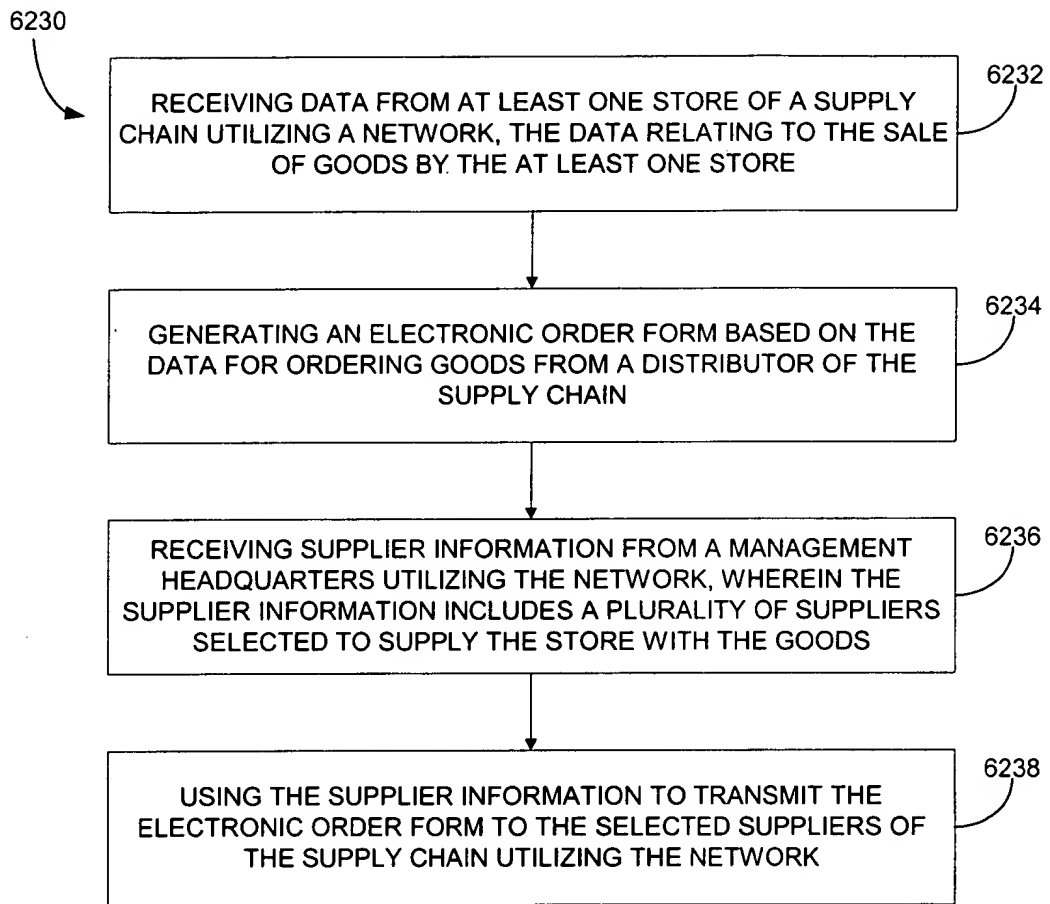 6230
6232
RECEIVING DATA FROM AT LEAST ONE STORE OF A SUPPLY
CHAIN UTILIZING A NETWORK, THE DATA RELATING TO THE SALE
OF GOODS BY THE AT LEAST ONE STORE
6234
GENERATING AN ELECTRONIC ORDER FORM BASED ON THE
DATA FOR ORDERING GOODS FROM A DISTRIBUTOR OF THE
SUPPLY CHAIN
6236
RECEIVING SUPPLIER INFORMATION FROM A MANAGEMENT
HEADQUARTERS UTILIZING THE NETWORK, WHEREIN THE
SUPPLIER INFORMATION INCLUDES A PLURALITY OF SUPPLIERS
SELECTED TO SUPPLY THE STORE WITH THE GOODS
6238
USING THE SUPPLIER INFORMATION TO TRANSMIT THE
ELECTRONIC ORDER FORM TO THE SELECTED SUPPLIERS OF
THE SUPPLY CHAIN UTILIZING THE NETWORK